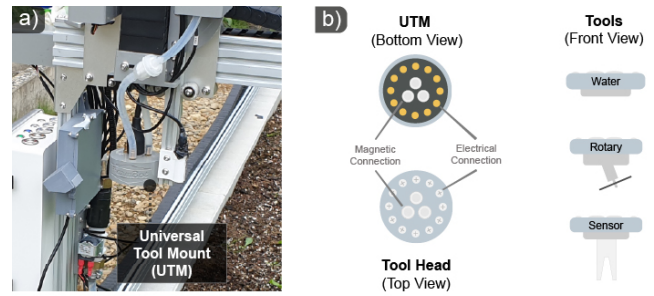 a)
Universal
Tool Mount
(UTM)
b)
UTM
(Bottom View)
Magnetic
Connection
Electrical
Connection
Tool Head
(Top View)
Tools
(Front View)
Water
Rotary
Sensor